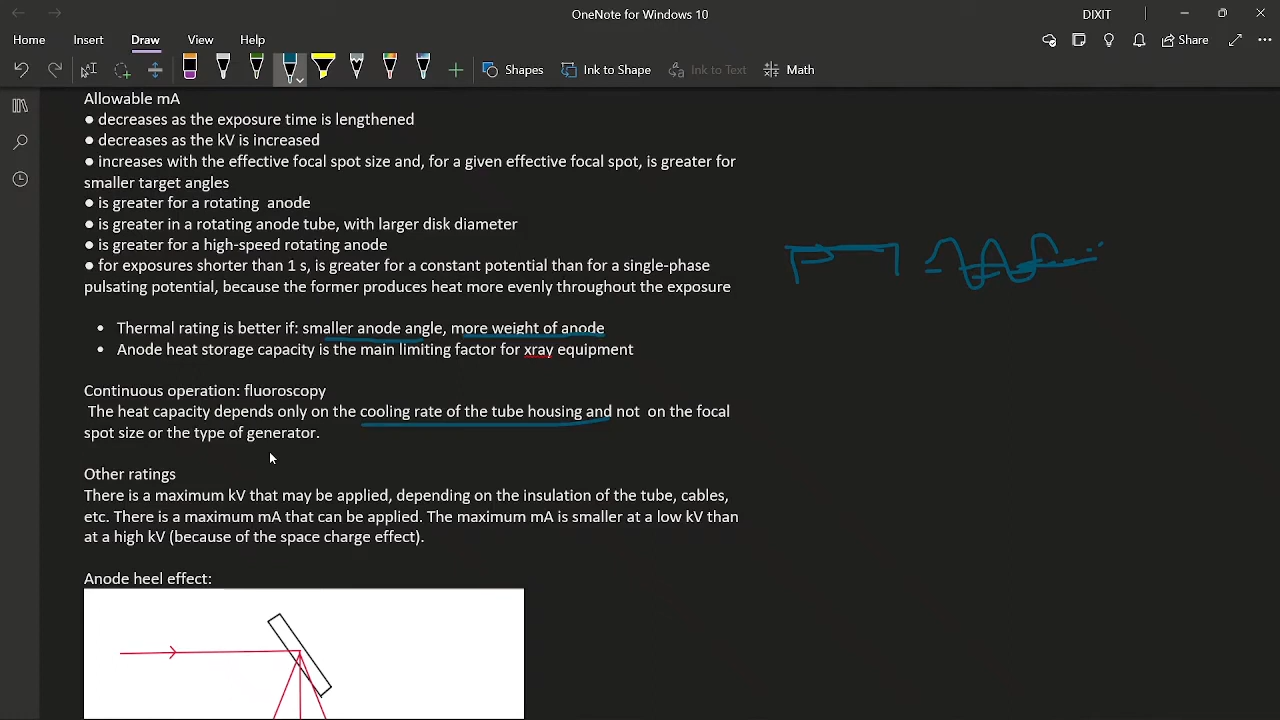 OneNote for Windows 10
DIXIT
Home Insert Draw View Help
Share
Shapes Ink to Shape Ink to Text Math
Allowable mA
● decreases as the exposure time is lengthened
● decreases as the kV is increased
● increases with the effective focal spot size and, for a given effective focal spot, is greater for
smaller target angles
● is greater for a rotating anode
● is greater in a rotating anode tube, with larger disk diameter
● is greater for a high-speed rotating anode
● for exposures shorter than 1 s, is greater for a constant potential than for a single-phase
pulsating potential, because the former produces heat more evenly throughout the exposure
• Thermal rating is better if: smaller anode angle, more weight of anode
• Anode heat storage capacity is the main limiting factor for xray equipment
Continuous operation: fluoroscopy
The heat capacity depends only on the cooling rate of the tube housing and not on the focal
spot size or the type of generator.
Other ratings
There is a maximum kV that may be applied, depending on the insulation of the tube, cables,
etc. There is a maximum mA that can be applied. The maximum mA is smaller at a low kV than
at a high kV (because of the space charge effect).
Anode heel effect: